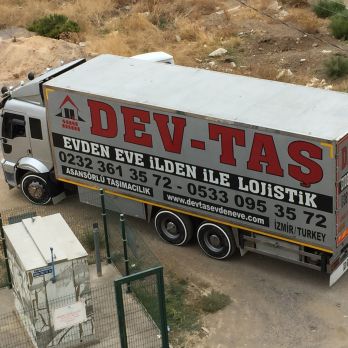 DEV-TAŞ
EVDEN EVE İLDEN İLE LOJİSTİK
0232 361 35 72 - 0533 095 35 72
ASANSÖRLÜ TAŞIMACILIK
www.devtasevdeneve.com
İZMİR/TURKEY